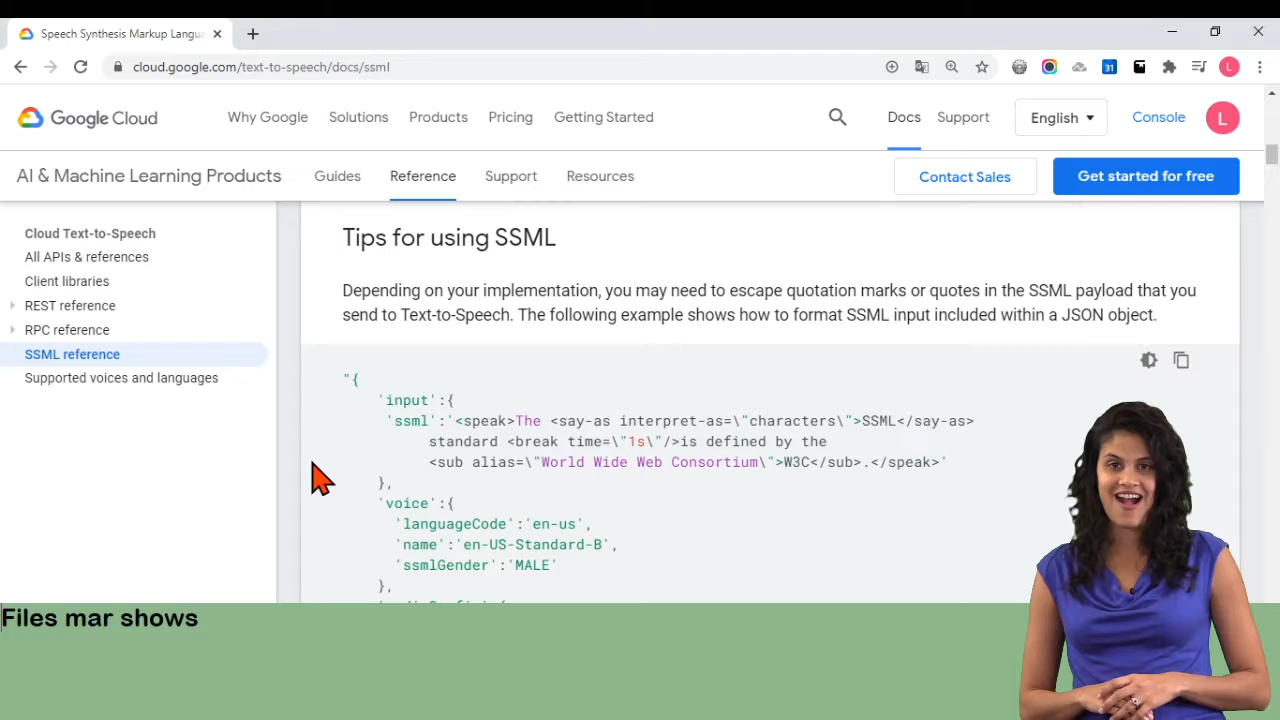 Speech Synthesis Markup Langua
cloud.google.com/text-to-speech/docs/ssml
31
L
Google Cloud
Why Google
Solutions
Products
Pricing
Getting Started
Docs
Support
English
Console
L
AI & Machine Learning Products
Guides
Reference
Support
Resources
Contact Sales
Get started for free
Cloud Text-to-Speech
All APIs & references
Client libraries
REST reference
RPC reference
SSML reference
Supported voices and languages
Tips for using SSML
Depending on your implementation, you may need to escape quotation marks or quotes in the SSML payload that you
send to Text-to-Speech. The following example shows how to format SSML input included within a JSON object.
"{
'input':{
'ssml':'<speak>The <say-as interpret-as=\"characters\">SSML</say-as>
standard <break time=\"1s\"/>is defined by the
<sub alias=\"World Wide Web Consortium\">W3C</sub>.</speak>'
},
'voice':{
'languageCode':'en-us',
'name':'en-US-Standard-B',
'ssmlGender':'MALE'
},
Files mar shows